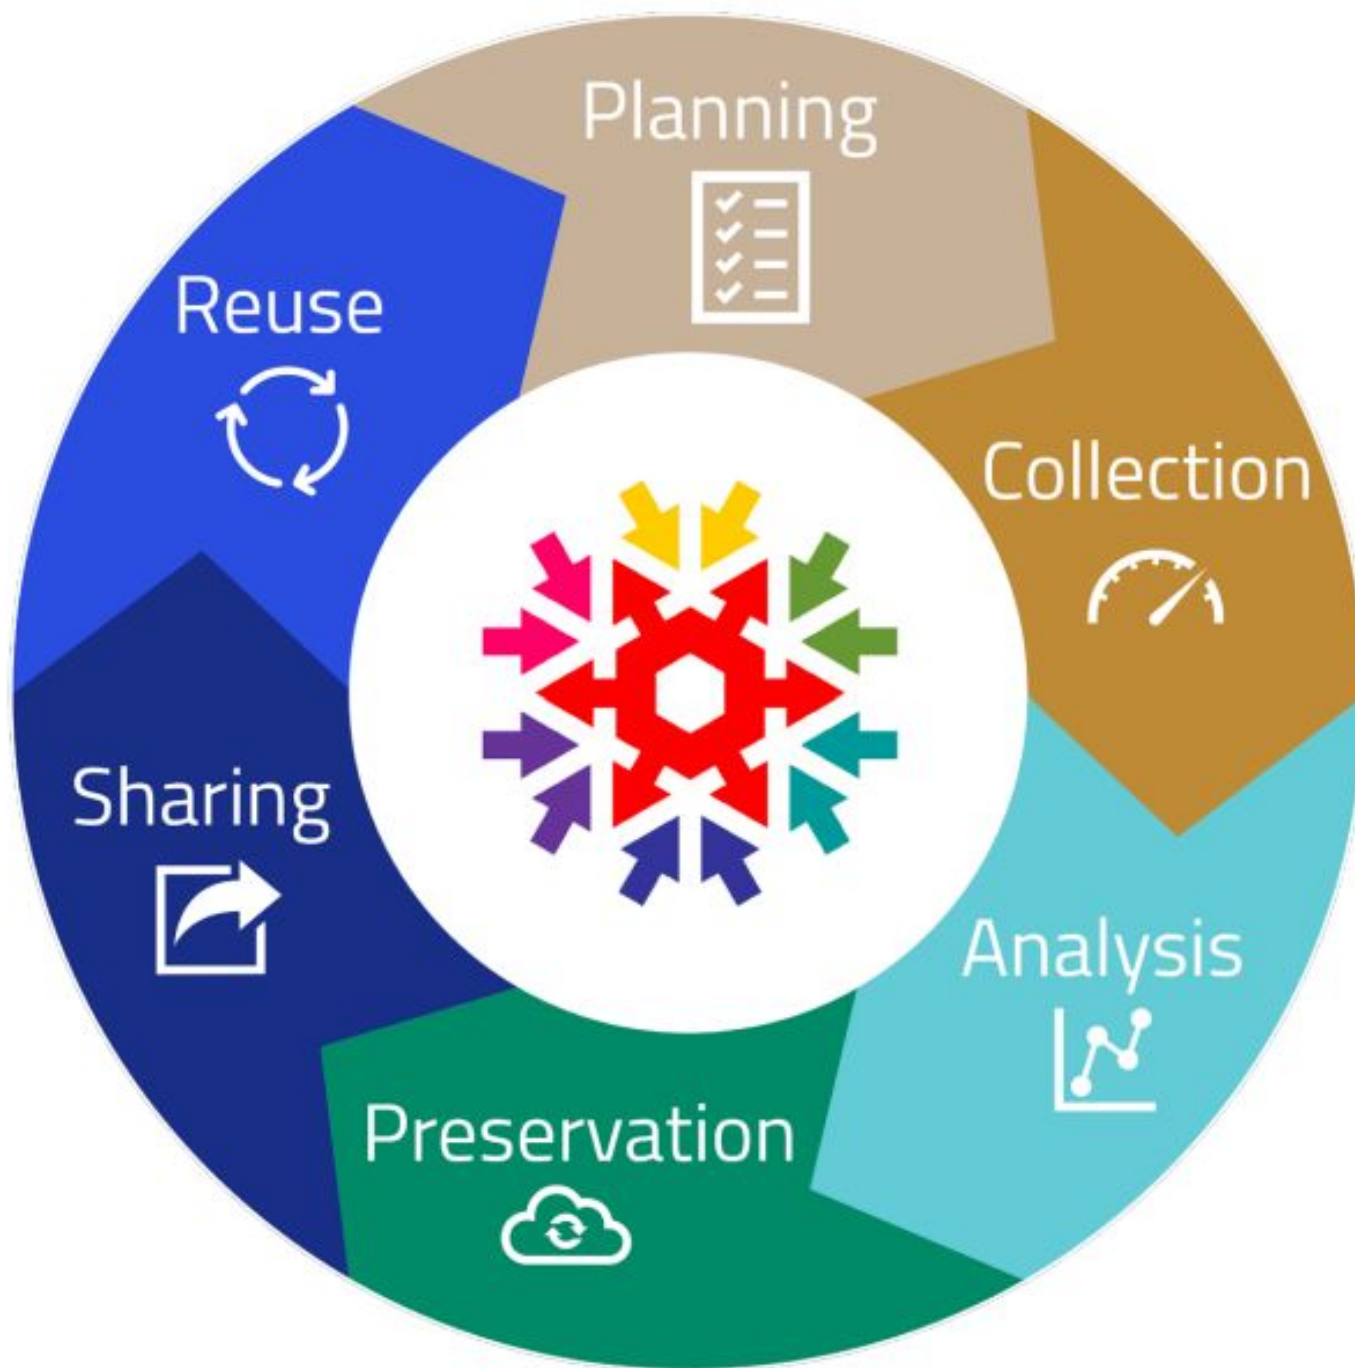 Planning
Collection
Analysis
Preservation
Sharing
Reuse